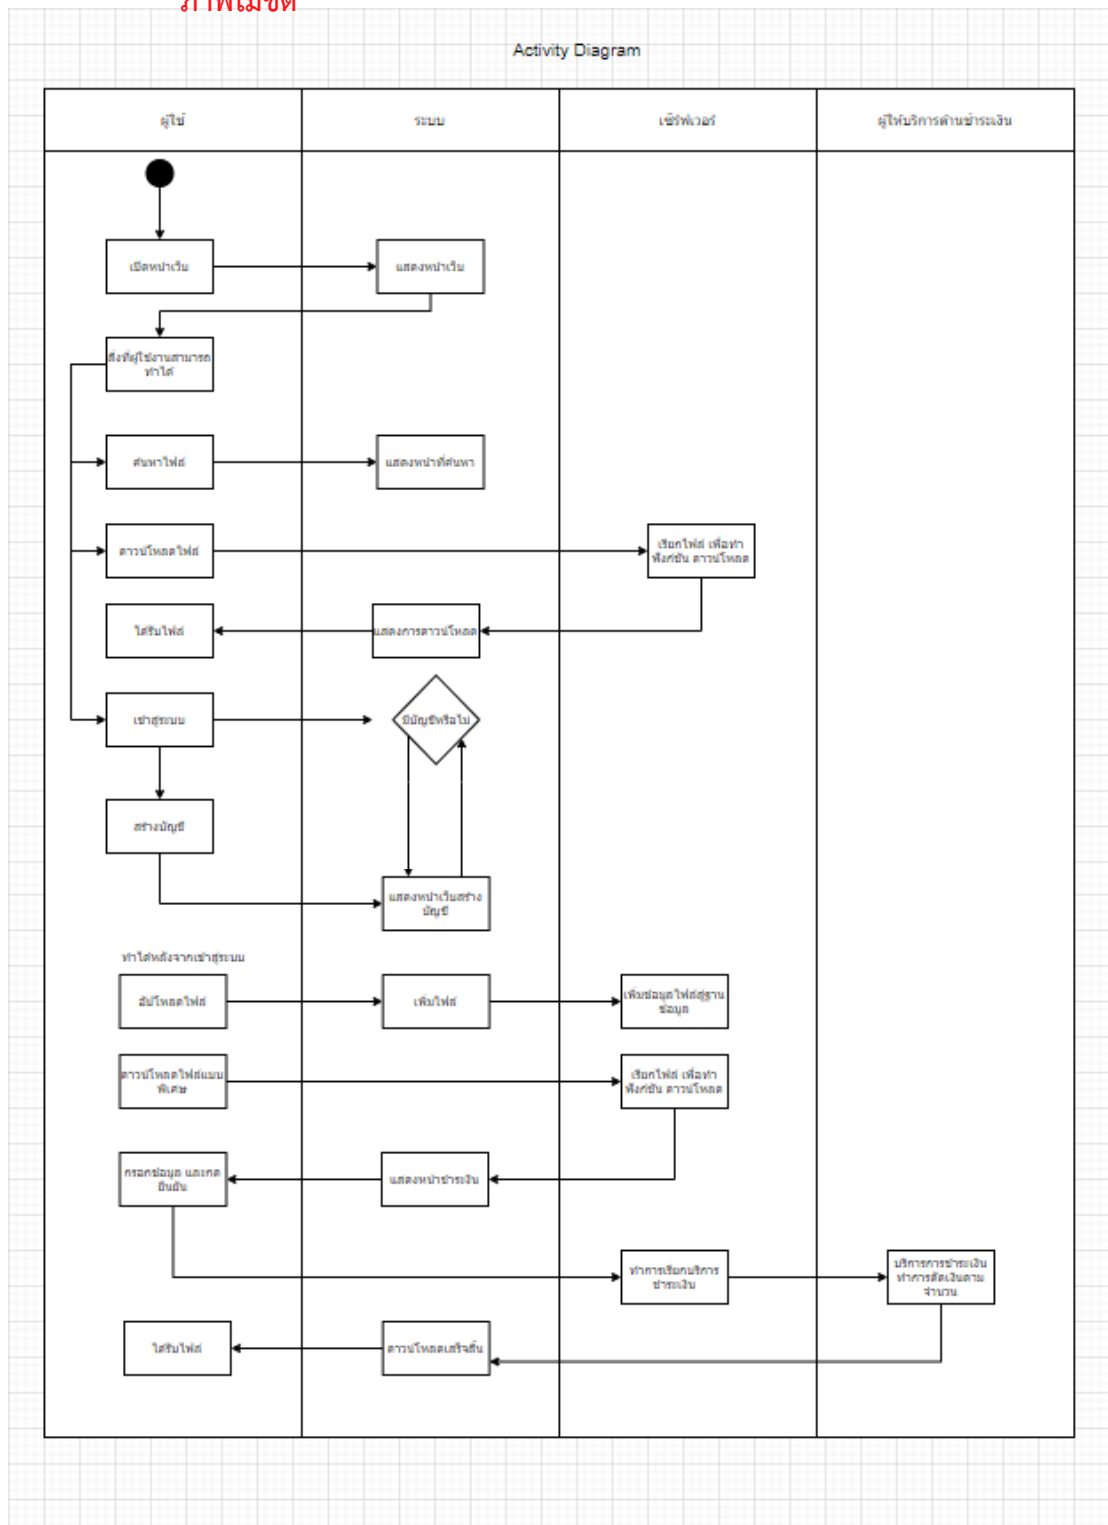 ภาพไม่ชัด
Activity Diagram
ผู้ใช้
ระบบ
เซิร์ฟเวอร์
ผู้ให้บริการด้านชำระเงิน
เปิดหน้าเว็บ
แสดงหน้าเว็บ
สิ่งที่ผู้ใช้งานสามารถ
ทำได้
ค้นหาไฟล์
แสดงหน้าที่ค้นหา
ดาวน์โหลดไฟล์
เรียกไฟล์ เพื่อทำ
ฟังก์ชัน ดาวน์โหลด
ได้รับไฟล์
แสดงการดาวน์โหลด
เข้าสู่ระบบ
มีบัญชีหรือไม่
สร้างบัญชี
แสดงหน้าเว็บสร้าง
บัญชี
ทำได้หลังจากเข้าสู่ระบบ
อัปโหลดไฟล์
เพิ่มไฟล์
เพิ่มข้อมูลไฟล์สู่ฐาน
ข้อมูล
ดาวน์โหลดไฟล์แบบ
พิเศษ
เรียกไฟล์ เพื่อทำ
ฟังก์ชัน ดาวน์โหลด
กรอกข้อมูล และกด
ยืนยัน
แสดงหน้าชำระเงิน
ทำการเรียกบริการ
ชำระเงิน
บริการการชำระเงิน
ทำการตัดเงินตาม
จำนวน
ได้รับไฟล์
ดาวน์โหลดเสร็จสิ้น